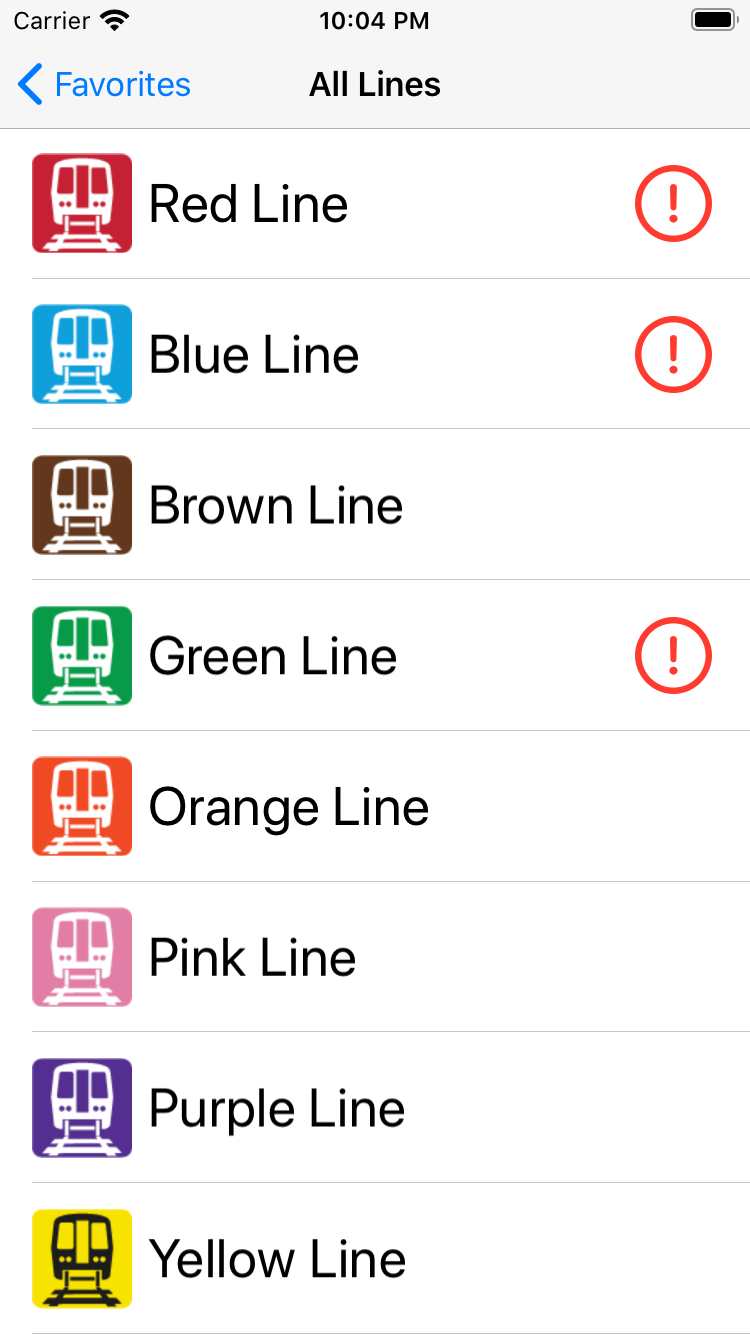 Carrier 10:04 PM
Favorites All Lines
Red Line
Blue Line
Brown Line
Green Line
Orange Line
Pink Line
Purple Line
Yellow Line